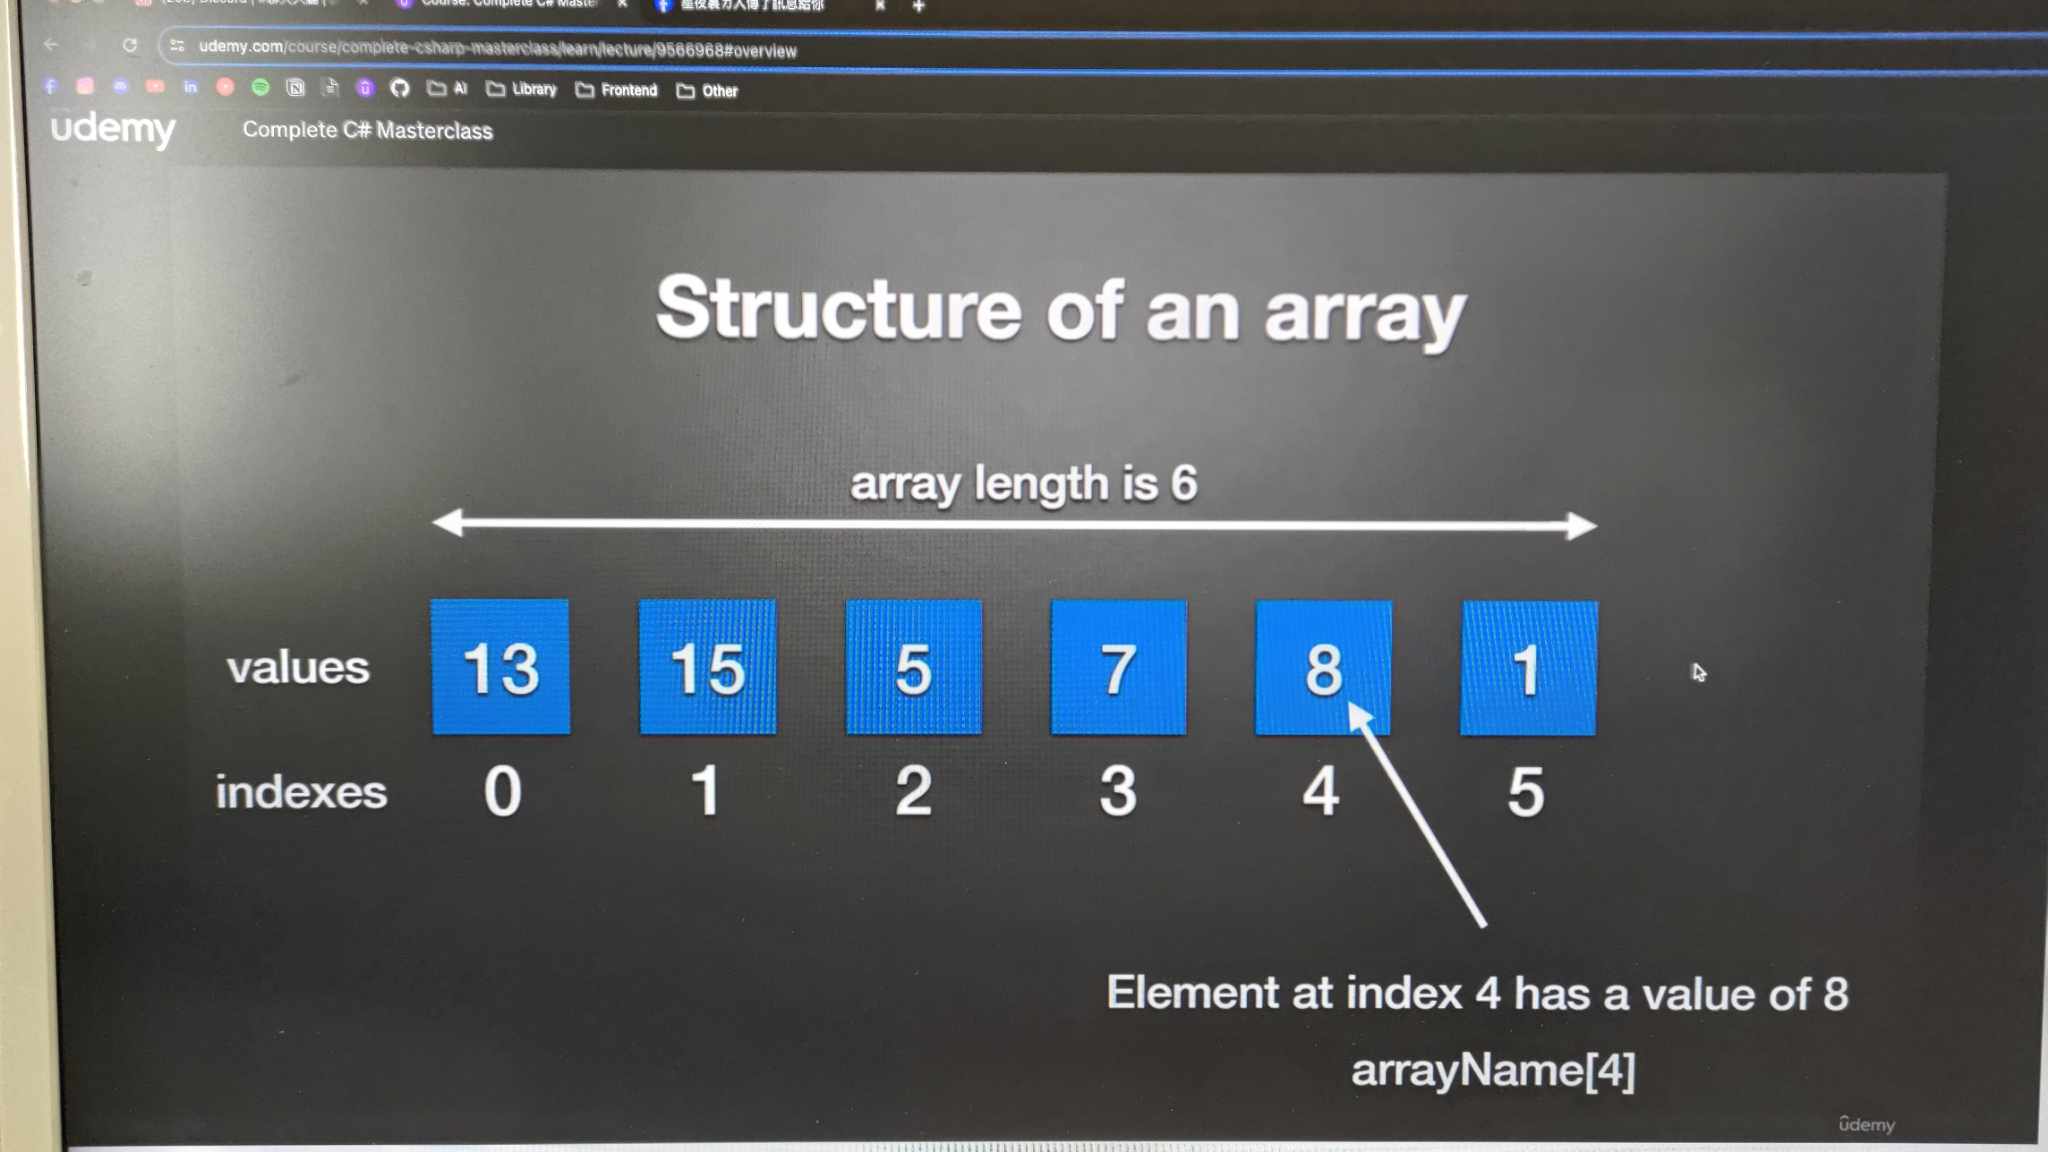 Course: Complete C# Maste
udemy.com/course/complete-csharp-masterclass/learn/lecture/9566968#overview
AI Library Frontend Other
udemy Complete C# Masterclass
Structure of an array
array length is 6
values 13 15 5 7 8 1
indexes 0 1 2 3 4 5
Element at index 4 has a value of 8
arrayName[4]
udemy